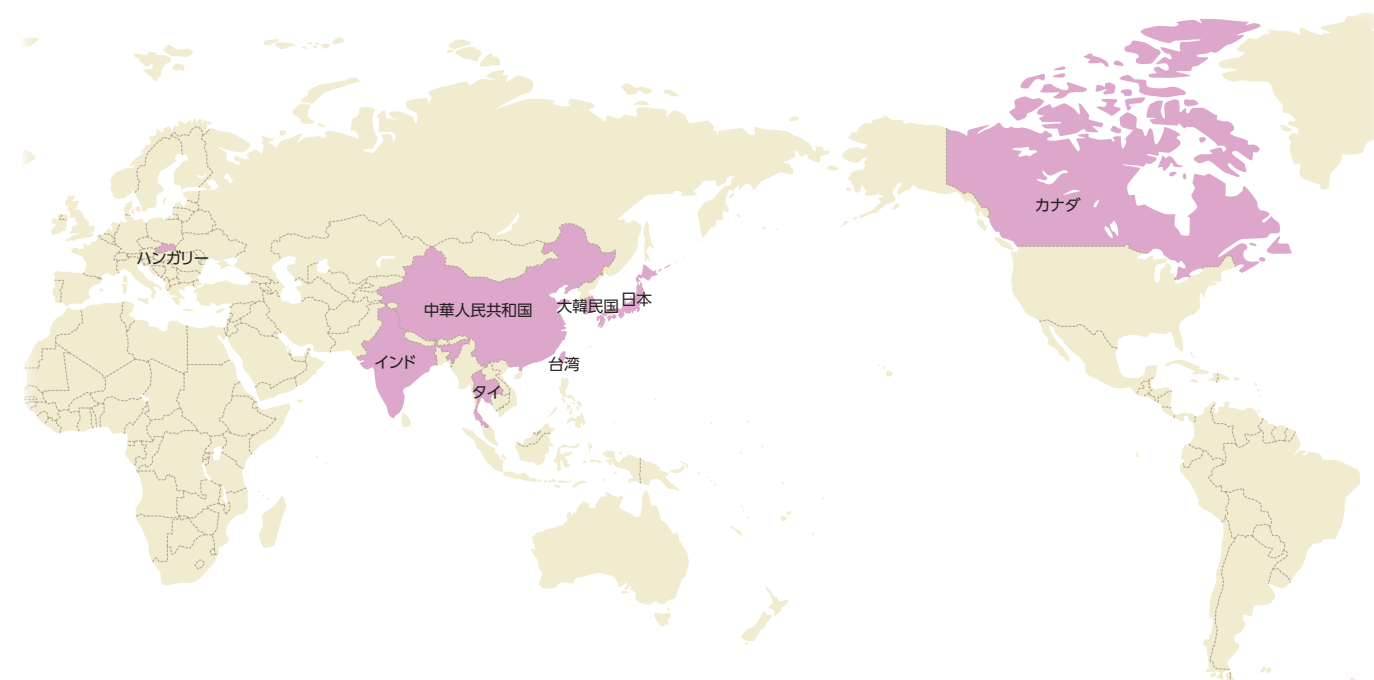 カナダ
ハンガリー
中華人民共和国
大韓民国
日本
インド
台湾
タイ